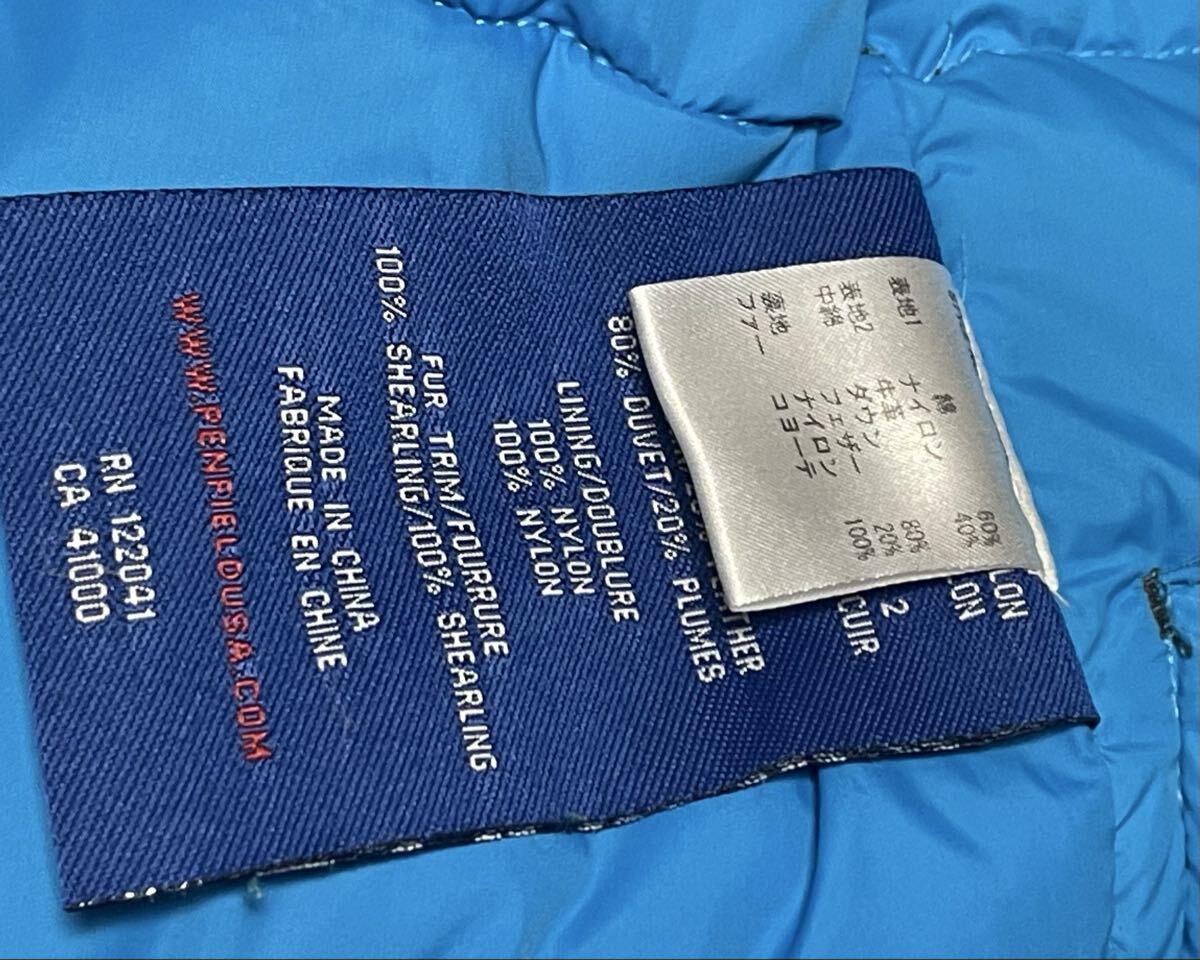 表地1 綿 60%
ナイロン 40%
表地2 牛革
中綿 ダウン 80%
フェザー 20%
裏地 ナイロン 100%
ファー コヨーテ
LON
ON
2
CUIR
THER
80% DUVET/20% PLUMES
LINING/DOUBLURE
100% NYLON
100% NYLON
FUR TRIM/FOURRURE
100% SHEARLING/100% SHEARLING
MADE IN CHINA
FABRIQUE EN CHINE
WWW.PENFIELDUSA.COM
RN 122041
CA 41000